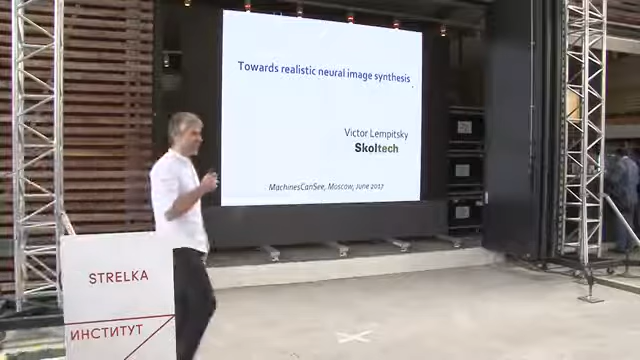 Towards realistic neural image synthesis
Victor Lempitsky
Skoltech
MachinesCanSee, Moscow, June 2017
STRELKA
ИНСТИТУТ